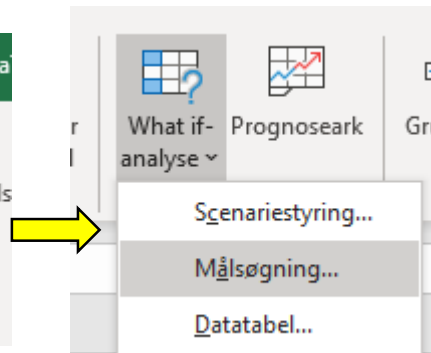 What if-
analyse
Prognoseark
Scenariestyring...
Målsøgning...
Datatabel...